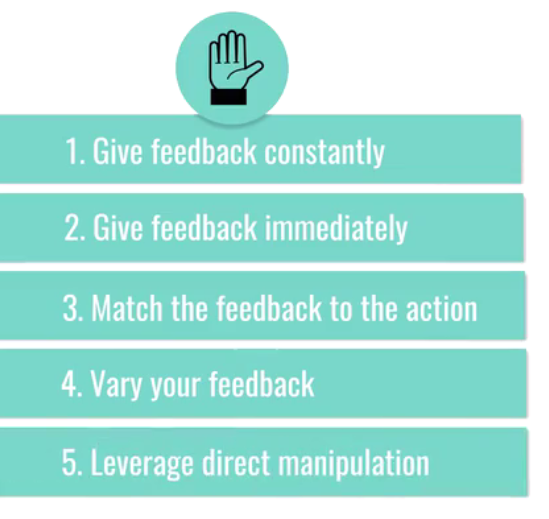 1. Give feedback constantly
2. Give feedback immediately
3. Match the feedback to the action
4. Vary your feedback
5. Leverage direct manipulation